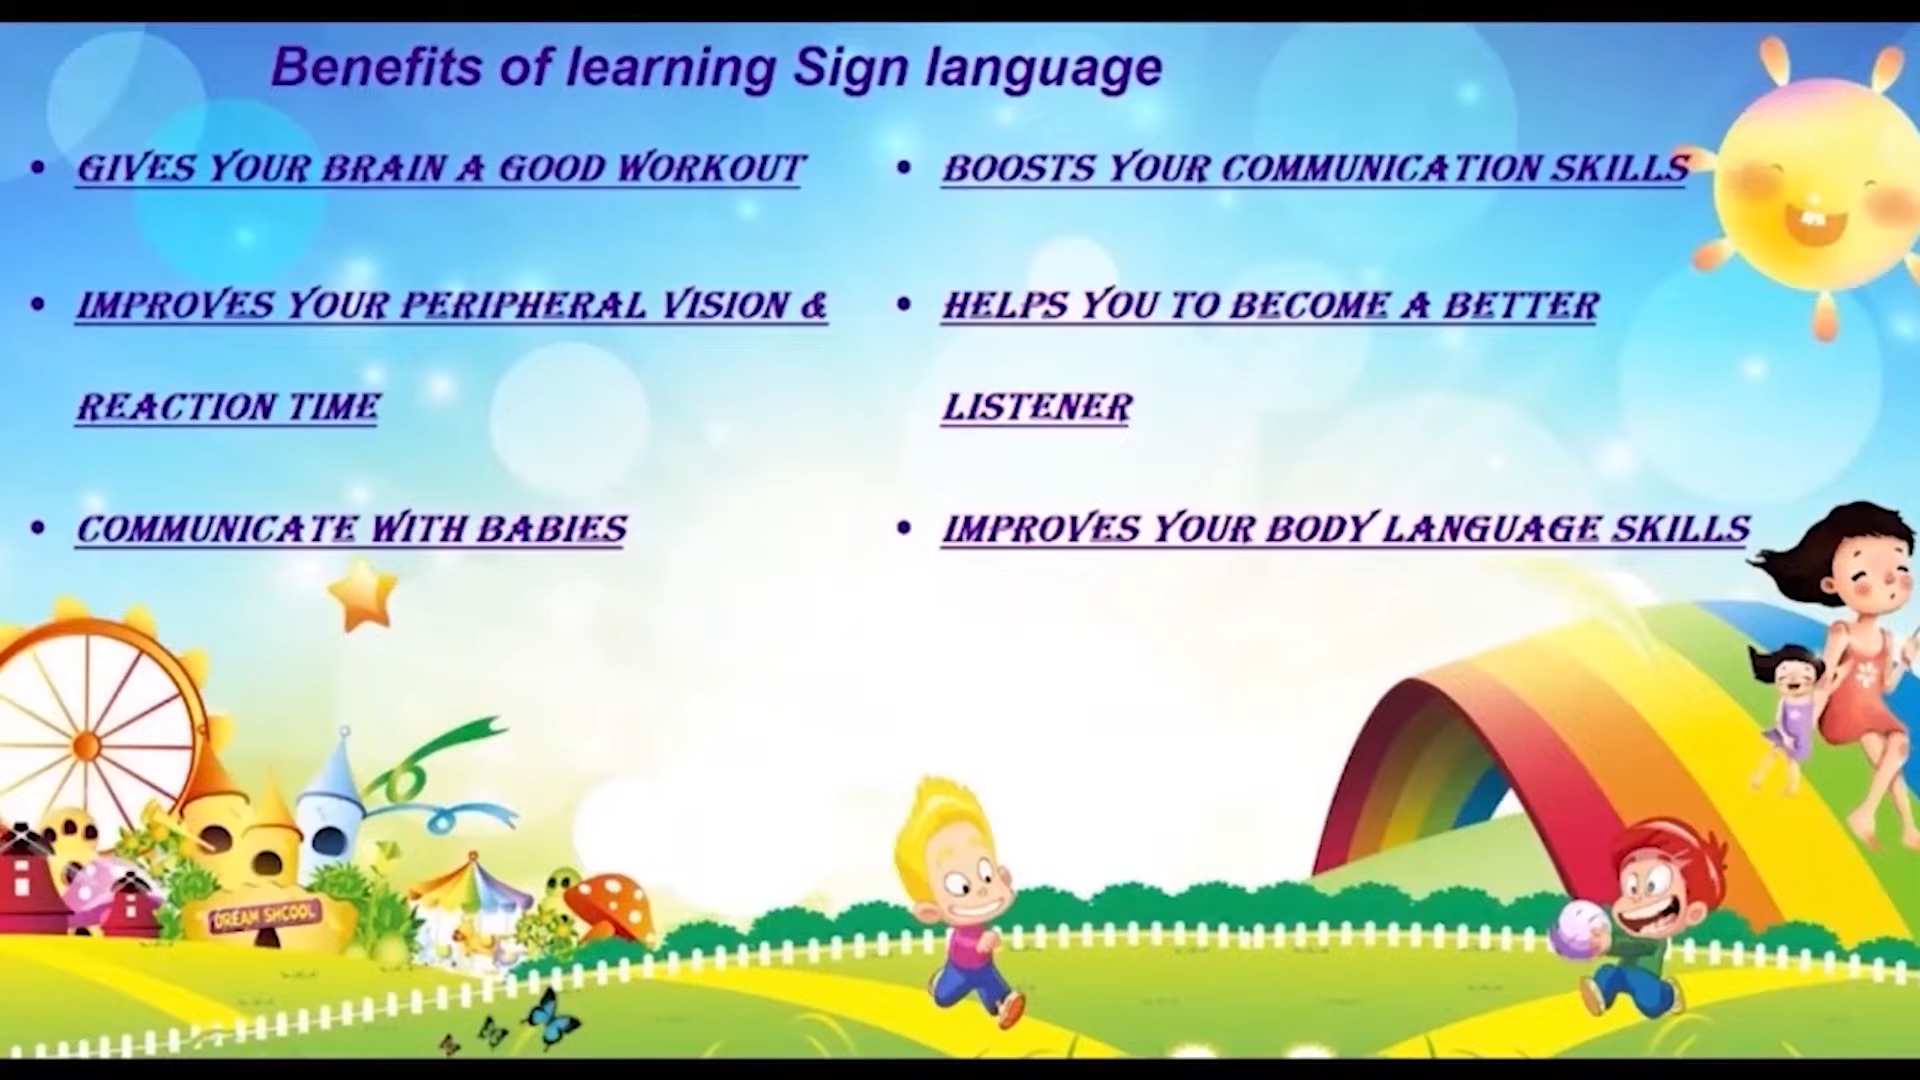 Benefits of learning Sign language
• GIVES YOUR BRAIN A GOOD WORKOUT
• IMPROVES YOUR PERIPHERAL VISION &
REACTION TIME
• COMMUNICATE WITH BABIES
• BOOSTS YOUR COMMUNICATION SKILLS
• HELPS YOU TO BECOME A BETTER
LISTENER
• IMPROVES YOUR BODY LANGUAGE SKILLS
DREAM SHCOOL